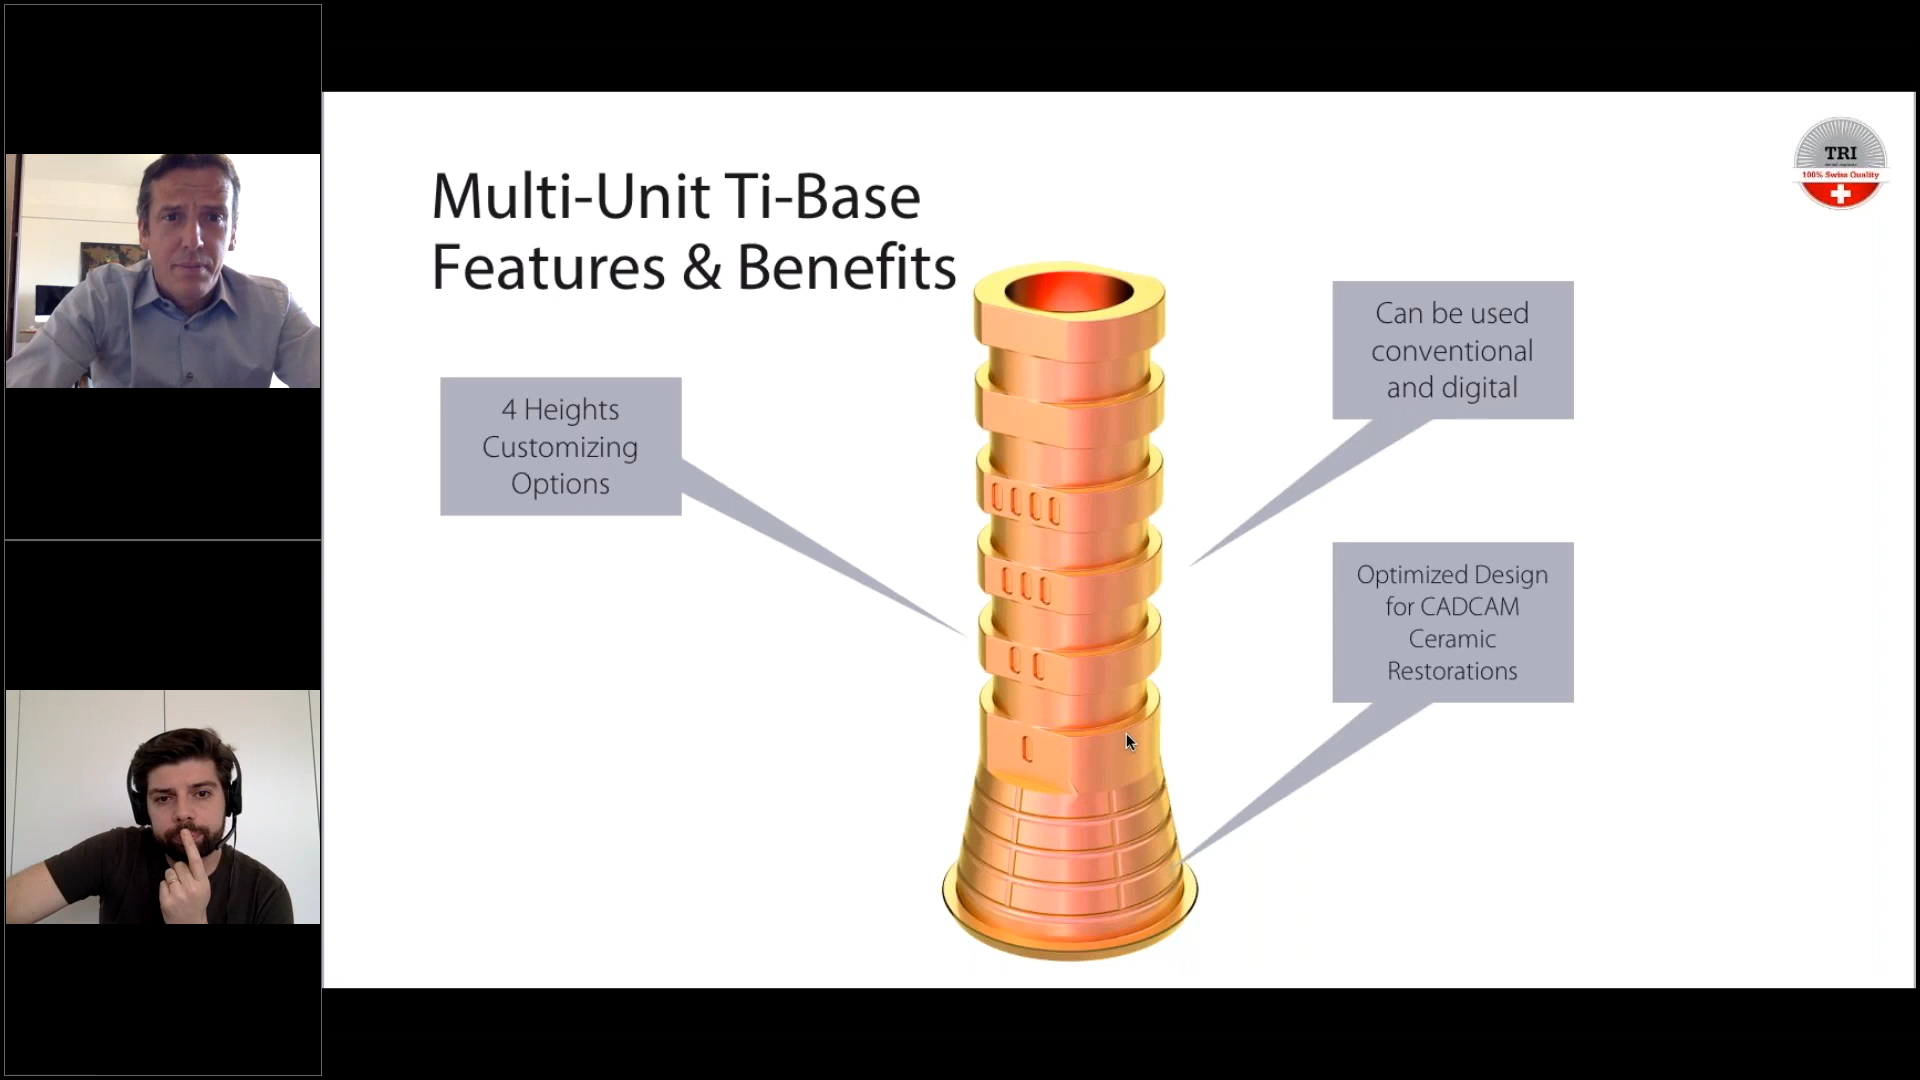 Multi-Unit Ti-Base
Features & Benefits
TRI
100% Swiss Quality
Can be used
conventional
and digital
4 Heights
Customizing
Options
Optimized Design
for CADCAM
Ceramic
Restorations